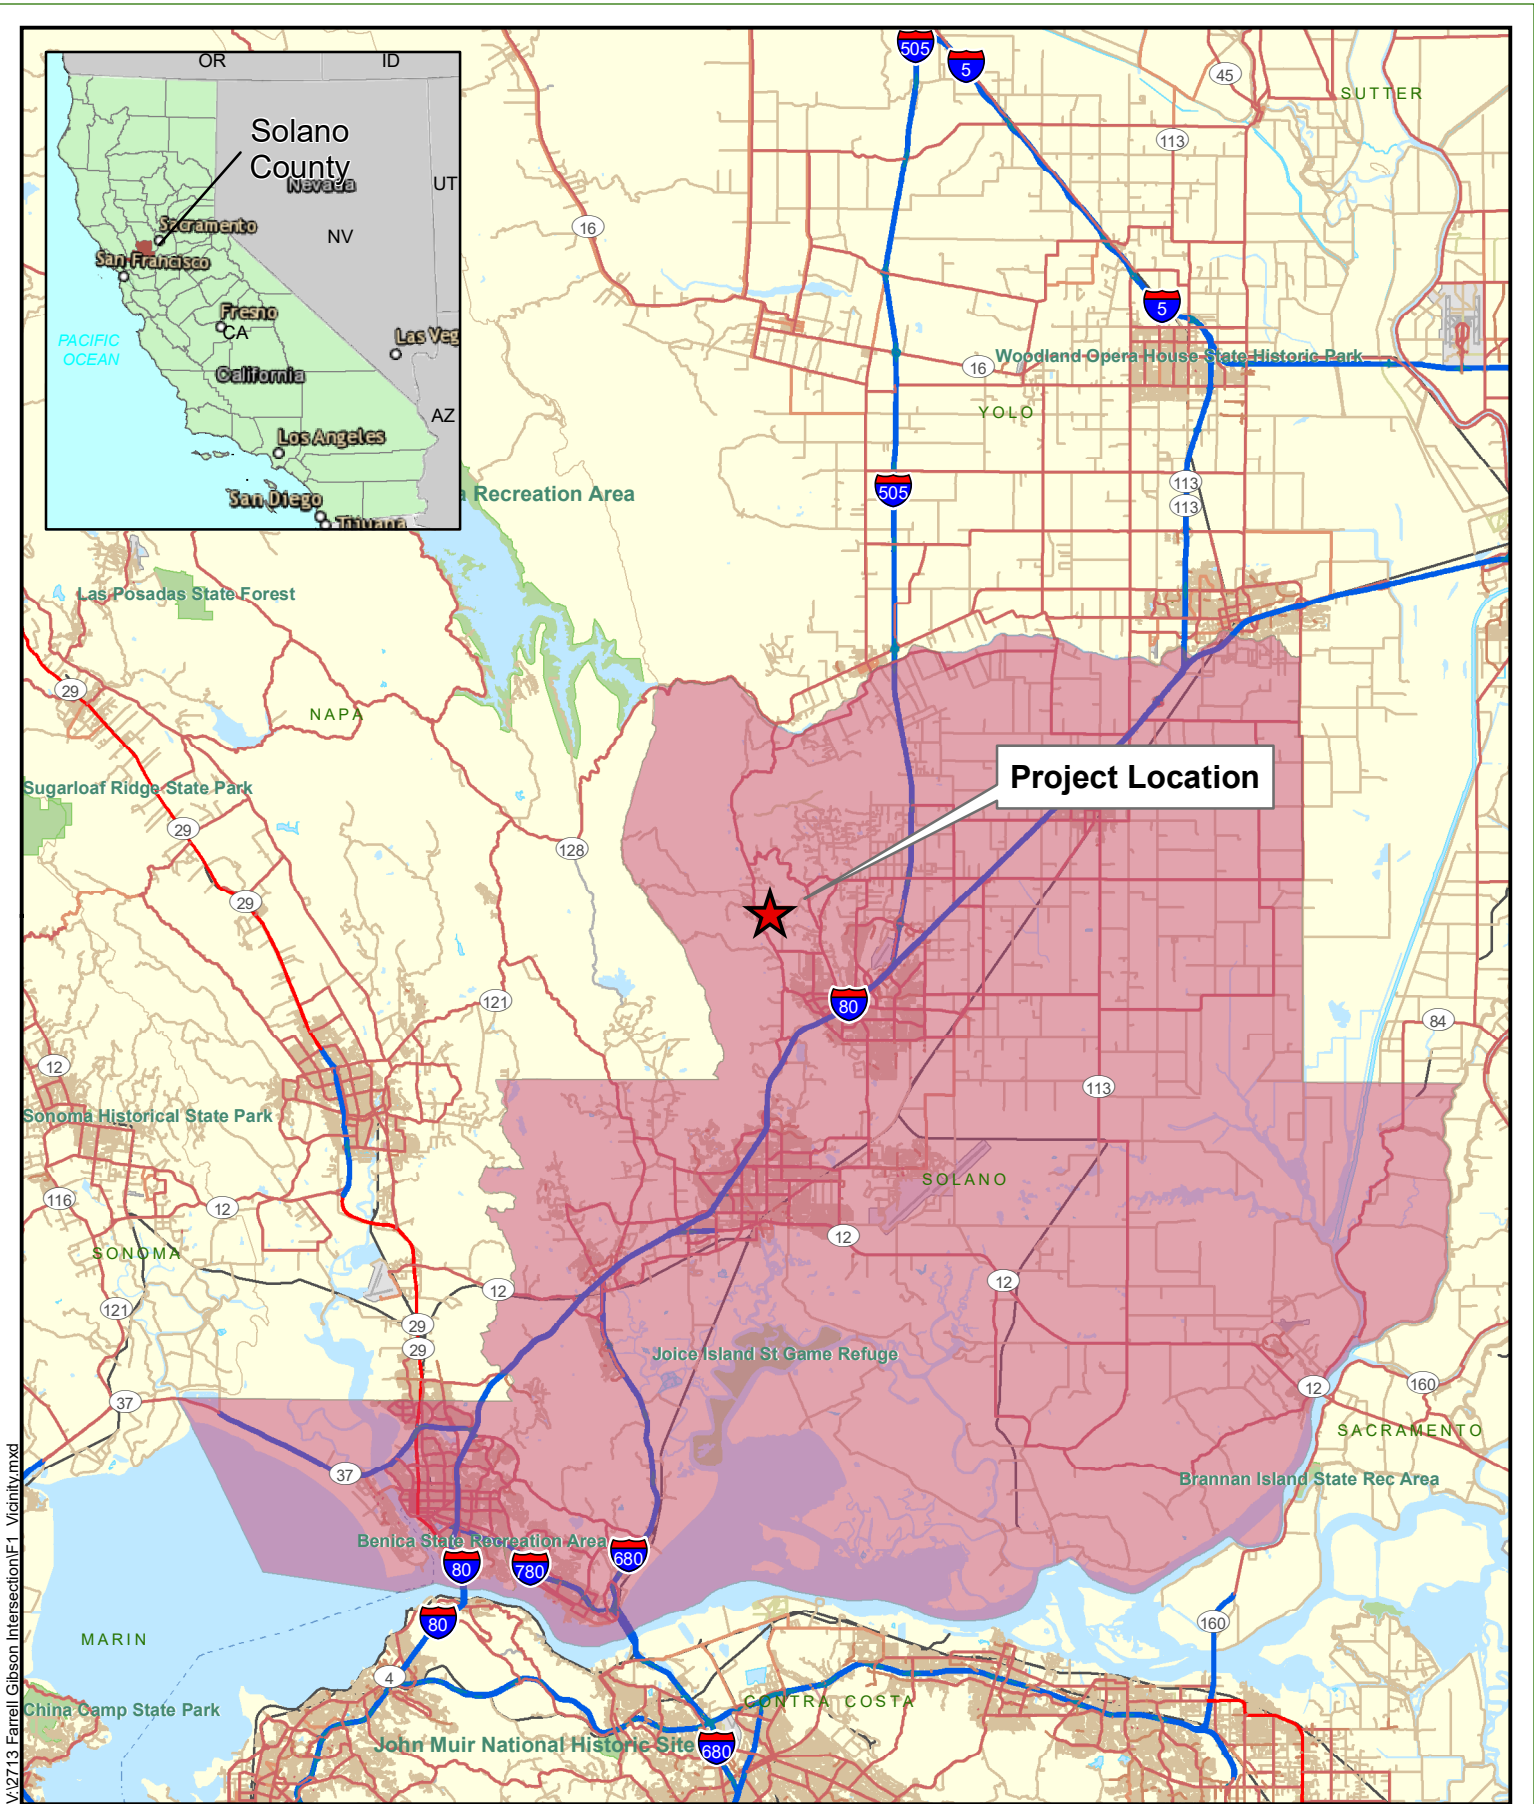 OR
ID
Solano
County
Nevada
UT
Sacramento
NV
San Francisco
Fresno
CA
PACIFIC
OCEAN
Las Veg
California
AZ
Los Angeles
San Diego
Tijuana
505
5
45
SUTTER
113
16
5
Woodland Opera House State Historic Park
16
YOLO
a Recreation Area
505
113
113
Las Posadas State Forest
29
NAPA
Project Location
Sugarloaf Ridge State Park
29
128
29
121
80
84
12
113
Sonoma Historical State Park
SOLANO
116
12
12
SONOMA
12
12
121
29
29
Joice Island St Game Refuge
12
160
37
SACRAMENTO
37
Brannan Island State Rec Area
Benica State Recreation Area
680
80
780
80
160
MARIN
4
CONTRA COSTA
China Camp State Park
John Muir National Historic Site
680
V:\2713 Farrell Gibson Intersection\F1 Vicinity.mxd